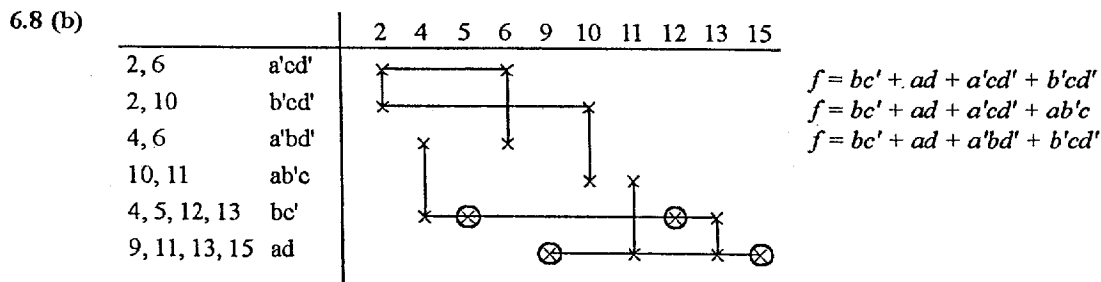 6.8 (b)
2 4 5 6 9 10 11 12 13 15
2, 6 a'cd'
2, 10 b'cd'
4, 6 a'bd'
10, 11 ab'c
4, 5, 12, 13 bc'
9, 11, 13, 15 ad
f = bc' + ad + a'cd' + b'cd'
f = bc' + ad + a'cd' + ab'c
f = bc' + ad + a'bd' + b'cd'